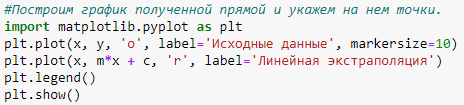 #Построим график полученной прямой и укажем на нем точки.
import matplotlib.pyplot as plt
plt.plot(x, y, 'o', label='Исходные данные', markersize=10)
plt.plot(x, m*x + c, 'r', label='Линейная экстраполяция')
plt.legend()
plt.show()